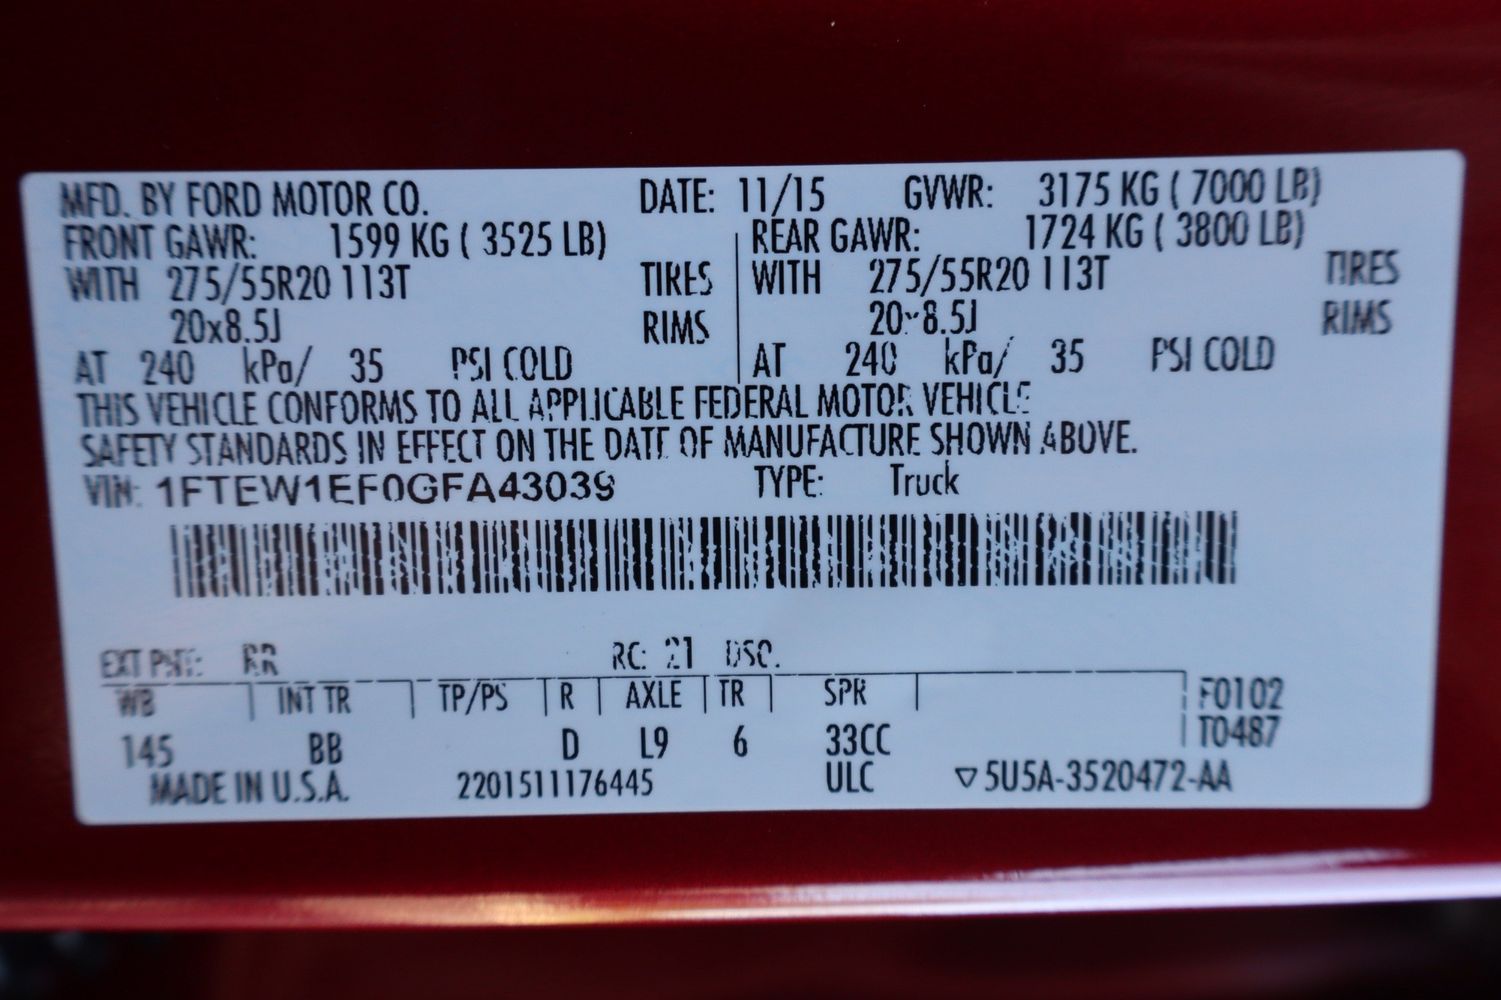 MFD. BY FORD MOTOR CO. DATE: 11/15 GVWR: 3175 KG ( 7000 LB)
FRONT GAWR: 1599 KG ( 3525 LB) REAR GAWR: 1724 KG ( 3800 LB)
WITH 275/55R20 113T TIRES WITH 275/55R20 113T TIRES
20x8.5J RIMS 20x8.5J RIMS
AT 240 kPa/ 35 PSI COLD AT 240 kPa/ 35 PSI COLD
THIS VEHICLE CONFORMS TO ALL APPLICABLE FEDERAL MOTOR VEHICLE
SAFETY STANDARDS IN EFFECT ON THE DATE OF MANUFACTURE SHOWN ABOVE.
VIN: 1FTEW1EF0GFA43039 TYPE: Truck
EXT PNT: RR RC: 21 DSO:
WB INT TR TP/PS R AXLE TR SPR F0102
145 BB D L9 6 33CC T0487
MADE IN U.S.A. 2201511176445 ULC ▽5U5A-3520472-AA